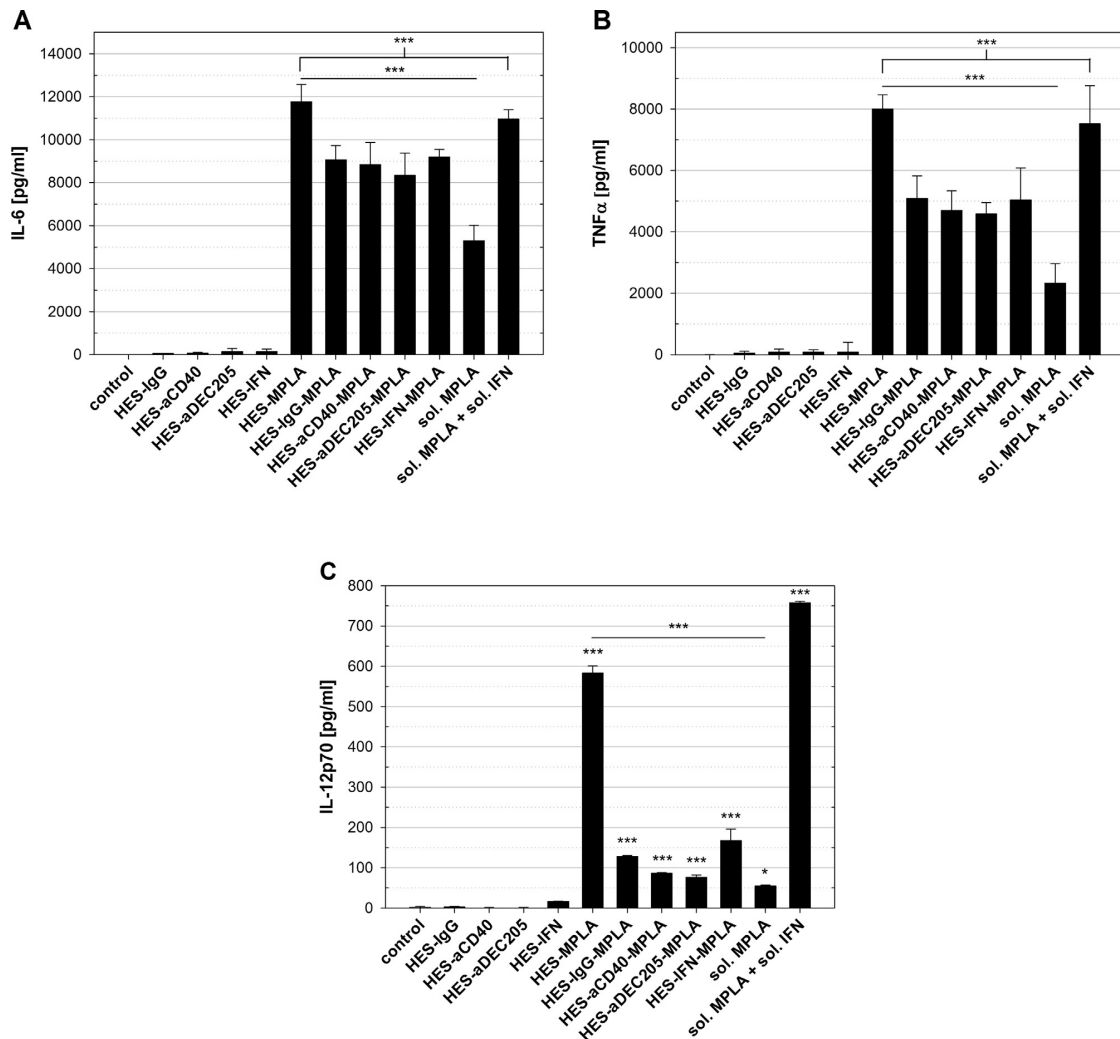 A
IL-6 [pg/ml]
14000
12000
10000
8000
6000
4000
2000
0
***
***
control
HES-IgG
HES-aCD40
HES-aDEC205
HES-IFN
HES-MPLA
HES-IgG-MPLA
HES-aCD40-MPLA
HES-aDEC205-MPLA
HES-IFN-MPLA
sol. MPLA
sol. MPLA + sol. IFN
B
TNFα [pg/ml]
10000
8000
6000
4000
2000
0
***
***
control
HES-IgG
HES-aCD40
HES-aDEC205
HES-IFN
HES-MPLA
HES-IgG-MPLA
HES-aCD40-MPLA
HES-aDEC205-MPLA
HES-IFN-MPLA
sol. MPLA
sol. MPLA + sol. IFN
C
IL-12p70 [pg/ml]
800
700
600
500
400
300
200
100
0
***
***
***
***
***
***
***
*
control
HES-IgG
HES-aCD40
HES-aDEC205
HES-IFN
HES-MPLA
HES-IgG-MPLA
HES-aCD40-MPLA
HES-aDEC205-MPLA
HES-IFN-MPLA
sol. MPLA
sol. MPLA + sol. IFN